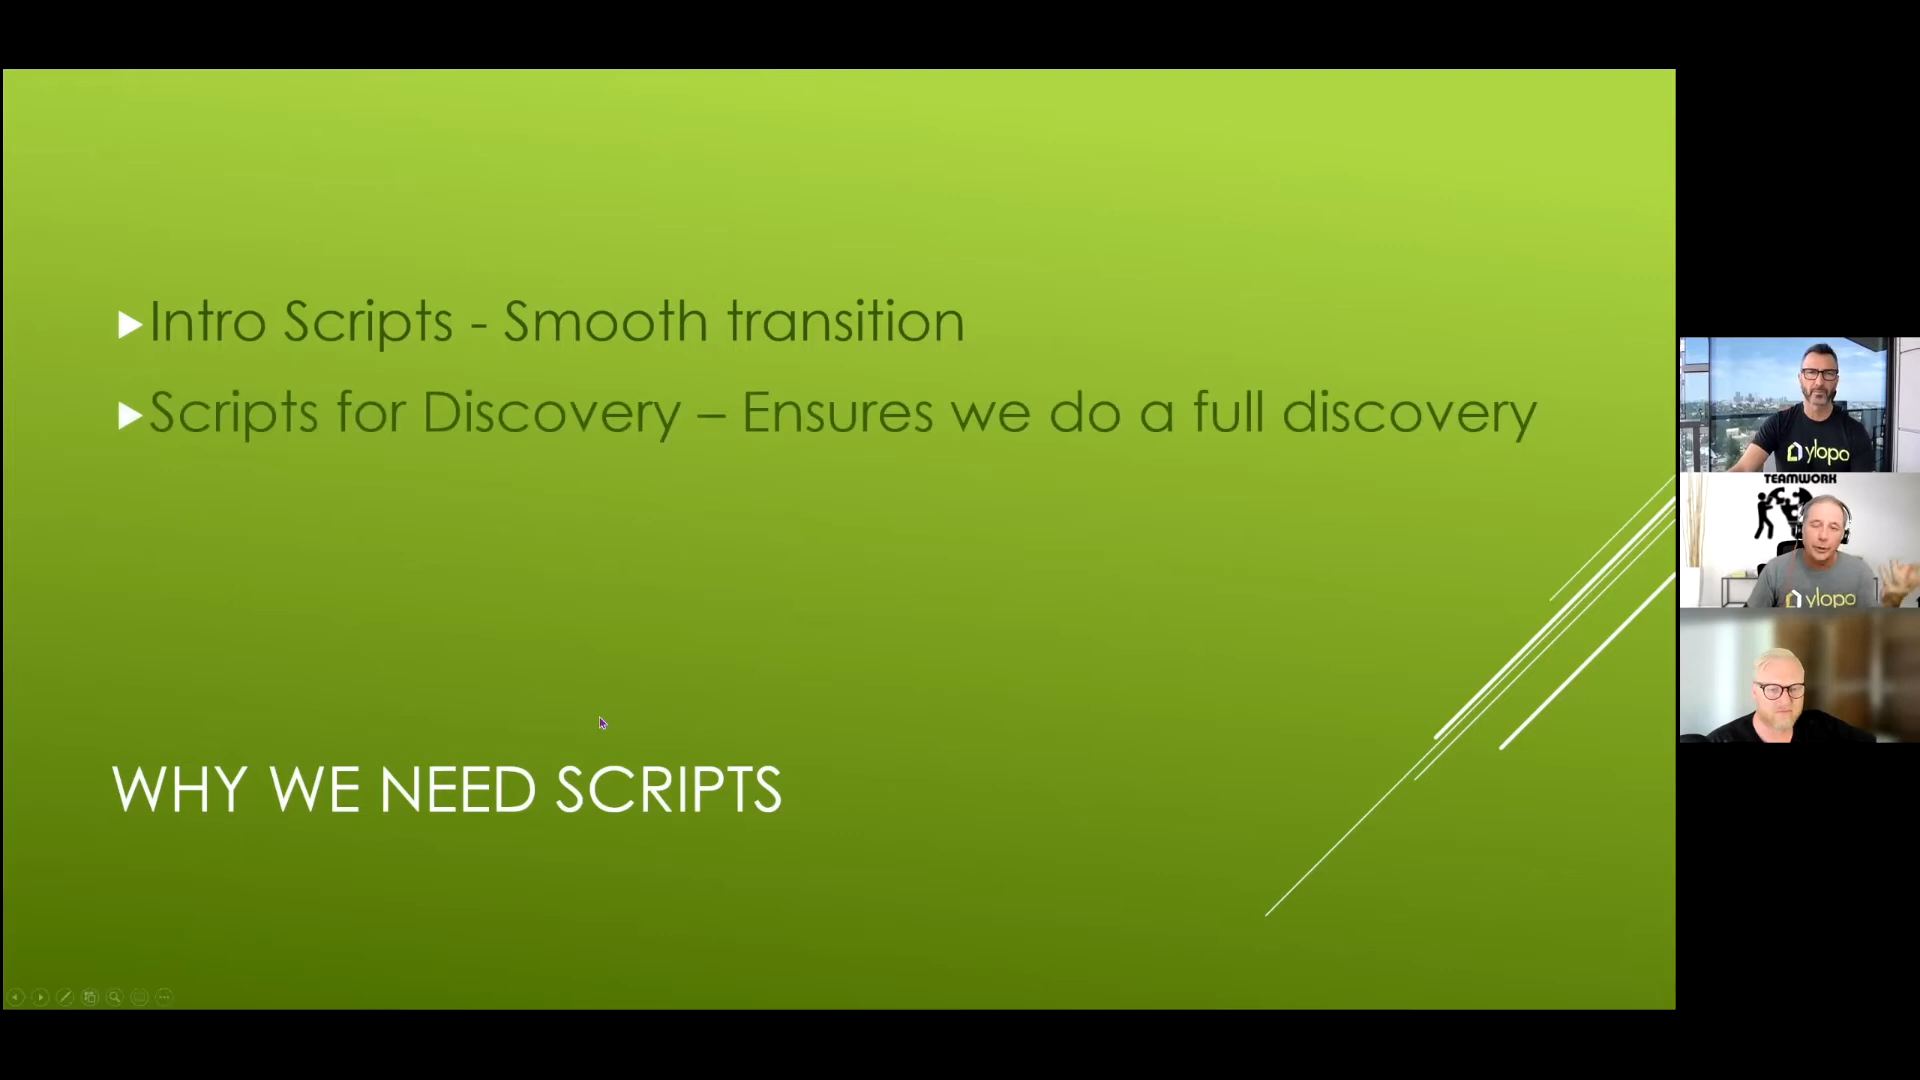 Intro Scripts - Smooth transition
Scripts for Discovery – Ensures we do a full discovery
WHY WE NEED SCRIPTS
ylopo
TEAMWORK
ylopo